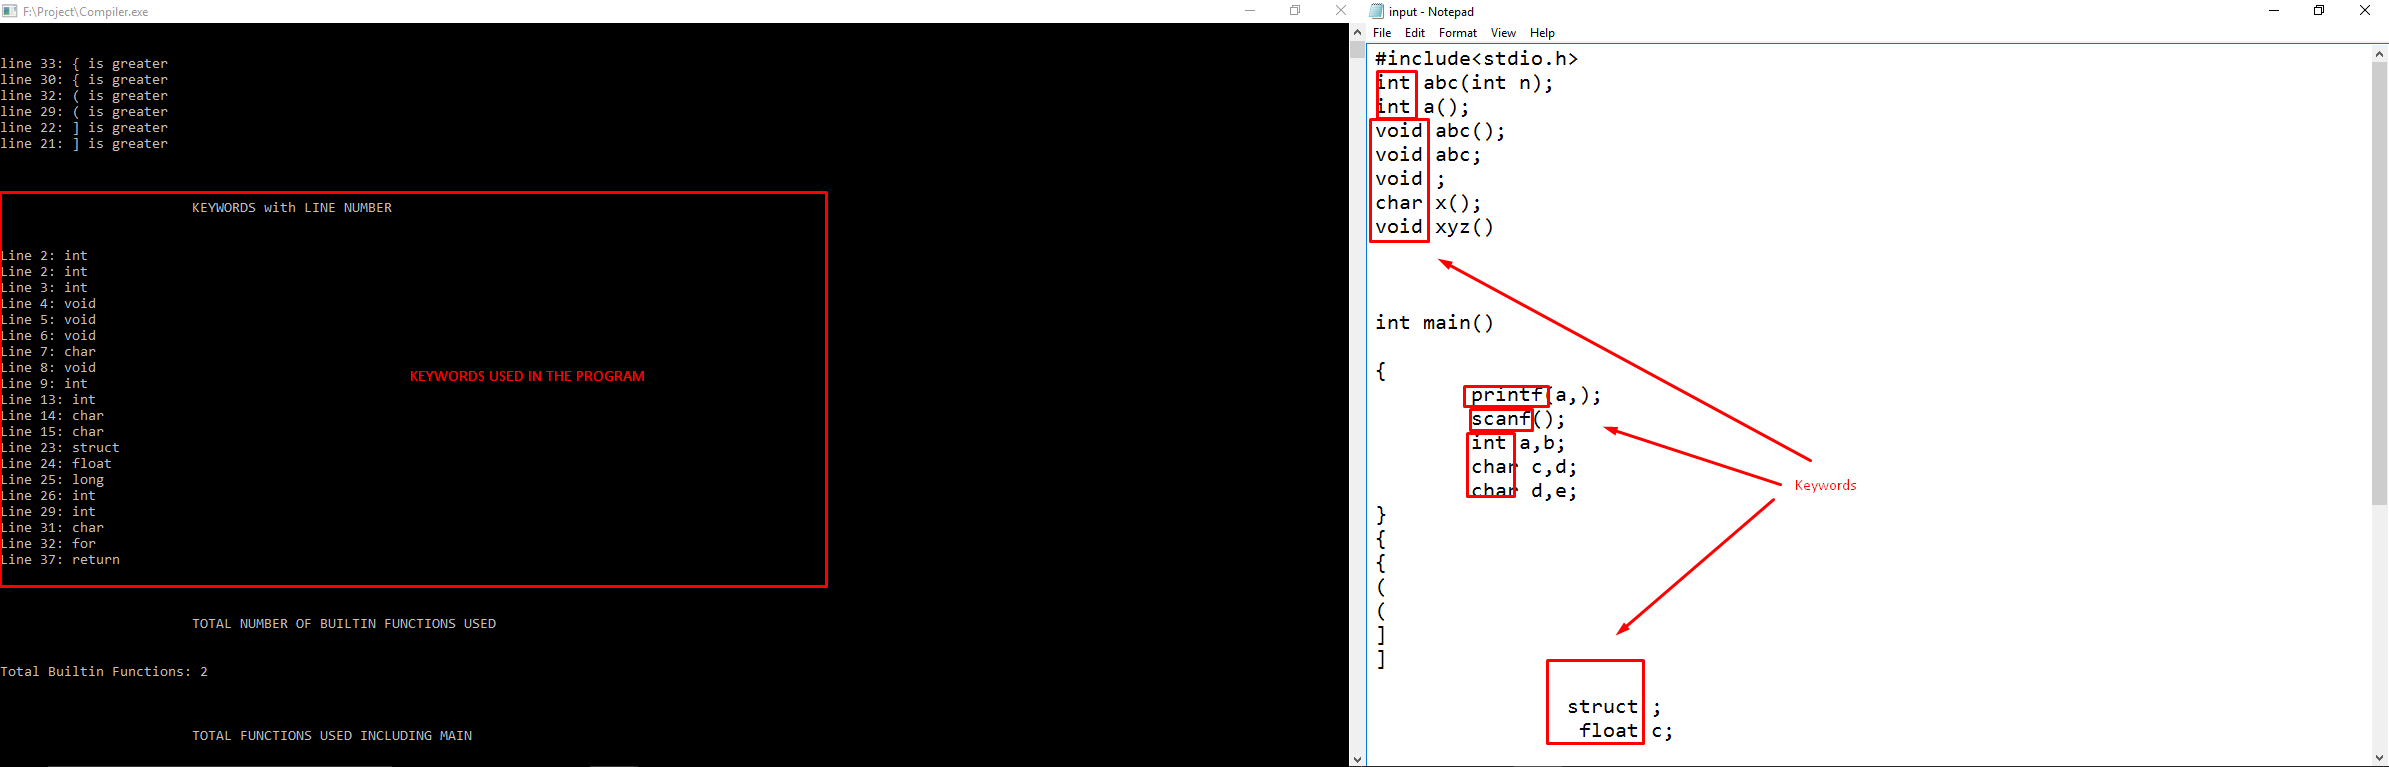 F:\Project\Compiler.exe
line 33: { is greater
line 30: { is greater
line 32: ( is greater
line 29: ( is greater
line 22: ] is greater
line 21: ] is greater
KEYWORDS with LINE NUMBER
Line 2: int
Line 2: int
Line 3: int
Line 4: void
Line 5: void
Line 6: void
Line 7: char
Line 8: void
Line 9: int
Line 13: int
Line 14: char
Line 15: char
Line 23: struct
Line 24: float
Line 25: long
Line 26: int
Line 29: int
Line 31: char
Line 32: for
Line 37: return
KEYWORDS USED IN THE PROGRAM
TOTAL NUMBER OF BUILTIN FUNCTIONS USED
Total Builtin Functions: 2
TOTAL FUNCTIONS USED INCLUDING MAIN
input - Notepad
File Edit Format View Help
#include<stdio.h>
int abc(int n);
int a();
void abc();
void abc;
void ;
char x();
void xyz()
int main()
{
printf(a,);
scanf();
int a,b;
char c,d;
char d,e;
}
{
{
(
(
]
]
struct ;
float c;
Keywords